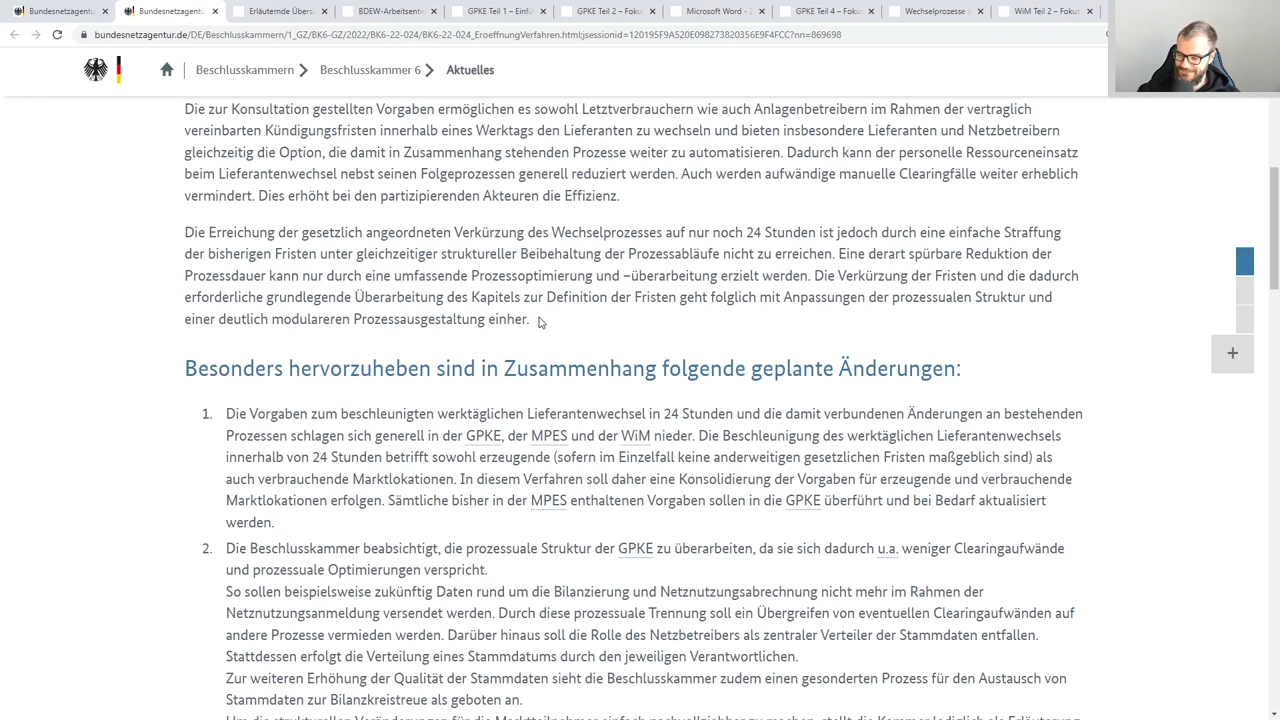 Bundesnetzagentur
Bundesnetzagentur
Erläuternde Übers
BDEW-Arbeitsentw
GPKE Teil 1 – Einfü
GPKE Teil 2 – Fokus
Microsoft Word - 2
GPKE Teil 4 – Fokus
Wechselprozesse i
WiM Teil 2 – Fokus
bundesnetzagentur.de/DE/Beschlusskammern/1_GZ/BK6-GZ/2022/BK6-22-024/BK6-22-024_EroeffnungVerfahren.html;jsessionid=120195F9A520E098273820356E9F4FCC?nn=869698
Beschlusskammern
Beschlusskammer 6
Aktuelles
Die zur Konsultation gestellten Vorgaben ermöglichen es sowohl Letztverbrauchern wie auch Anlagenbetreibern im Rahmen der vertraglich
vereinbarten Kündigungsfristen innerhalb eines Werktags den Lieferanten zu wechseln und bieten insbesondere Lieferanten und Netzbetreibern
gleichzeitig die Option, die damit in Zusammenhang stehenden Prozesse weiter zu automatisieren. Dadurch kann der personelle Ressourceneinsatz
beim Lieferantenwechsel nebst seinen Folgeprozessen generell reduziert werden. Auch werden aufwändige manuelle Clearingfälle weiter erheblich
vermindert. Dies erhöht bei den partizipierenden Akteuren die Effizienz.
Die Erreichung der gesetzlich angeordneten Verkürzung des Wechselprozesses auf nur noch 24 Stunden ist jedoch durch eine einfache Straffung
der bisherigen Fristen unter gleichzeitiger struktureller Beibehaltung der Prozessabläufe nicht zu erreichen. Eine derart spürbare Reduktion der
Prozessdauer kann nur durch eine umfassende Prozessoptimierung und –überarbeitung erzielt werden. Die Verkürzung der Fristen und die dadurch
erforderliche grundlegende Überarbeitung des Kapitels zur Definition der Fristen geht folglich mit Anpassungen der prozessualen Struktur und
einer deutlich modulareren Prozessausgestaltung einher.
Besonders hervorzuheben sind in Zusammenhang folgende geplante Änderungen:
1. Die Vorgaben zum beschleunigten werktäglichen Lieferantenwechsel in 24 Stunden und die damit verbundenen Änderungen an bestehenden
Prozessen schlagen sich generell in der GPKE, der MPES und der WiM nieder. Die Beschleunigung des werktäglichen Lieferantenwechsels
innerhalb von 24 Stunden betrifft sowohl erzeugende (sofern im Einzelfall keine anderweitigen gesetzlichen Fristen maßgeblich sind) als
auch verbrauchende Marktlokationen. In diesem Verfahren soll daher eine Konsolidierung der Vorgaben für erzeugende und verbrauchende
Marktlokationen erfolgen. Sämtliche bisher in der MPES enthaltenen Vorgaben sollen in die GPKE überführt und bei Bedarf aktualisiert
werden.
2. Die Beschlusskammer beabsichtigt, die prozessuale Struktur der GPKE zu überarbeiten, da sie sich dadurch u.a. weniger Clearingaufwände
und prozessuale Optimierungen verspricht.
So sollen beispielsweise zukünftig Daten rund um die Bilanzierung und Netznutzungsabrechnung nicht mehr im Rahmen der
Netznutzungsanmeldung versendet werden. Durch diese prozessuale Trennung soll ein Übergreifen von eventuellen Clearingaufwänden auf
andere Prozesse vermieden werden. Darüber hinaus soll die Rolle des Netzbetreibers als zentraler Verteiler der Stammdaten entfallen.
Stattdessen erfolgt die Verteilung eines Stammdatums durch den jeweiligen Verantwortlichen.
Zur weiteren Erhöhung der Qualität der Stammdaten sieht die Beschlusskammer zudem einen gesonderten Prozess für den Austausch von
Stammdaten zur Bilanzkreistreue als geboten an.